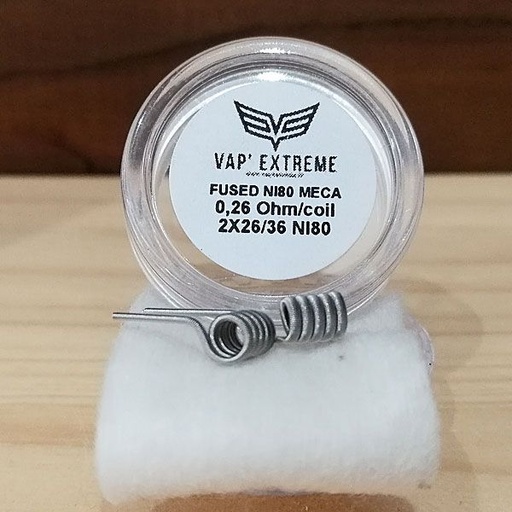 VAP' EXTREME
FUSED NI80 MECA
0,26 Ohm/coil
2X26/36 NI80